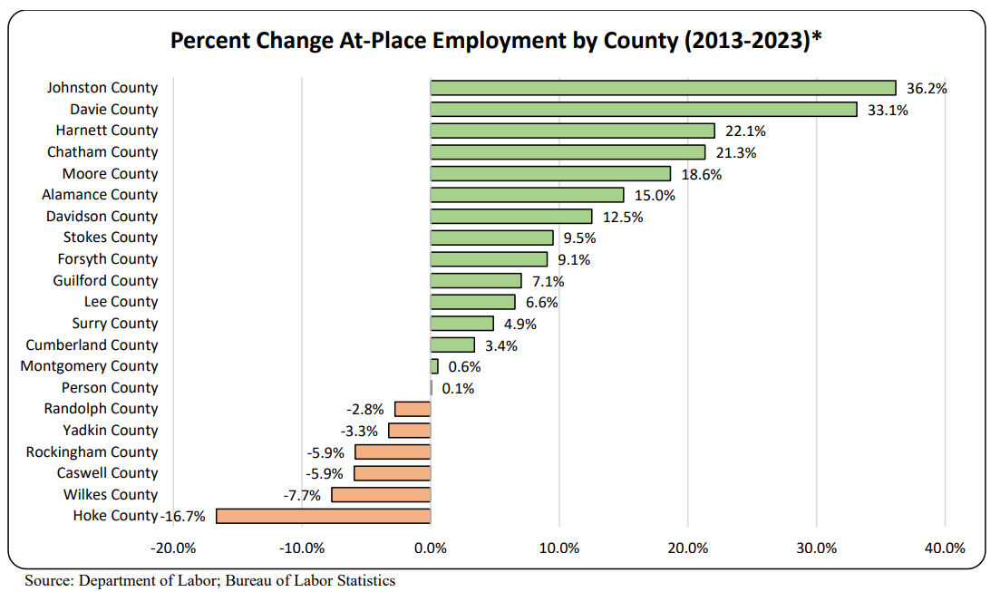 Percent Change At-Place Employment by County (2013-2023)*
Johnston County 36.2%
Davie County 33.1%
Harnett County 22.1%
Chatham County 21.3%
Moore County 18.6%
Alamance County 15.0%
Davidson County 12.5%
Stokes County 9.5%
Forsyth County 9.1%
Guilford County 7.1%
Lee County 6.6%
Surry County 4.9%
Cumberland County 3.4%
Montgomery County 0.6%
Person County 0.1%
Randolph County -2.8%
Yadkin County -3.3%
Rockingham County -5.9%
Caswell County -5.9%
Wilkes County -7.7%
Hoke County -16.7%
-20.0% -10.0% 0.0% 10.0% 20.0% 30.0% 40.0%
Source: Department of Labor; Bureau of Labor Statistics